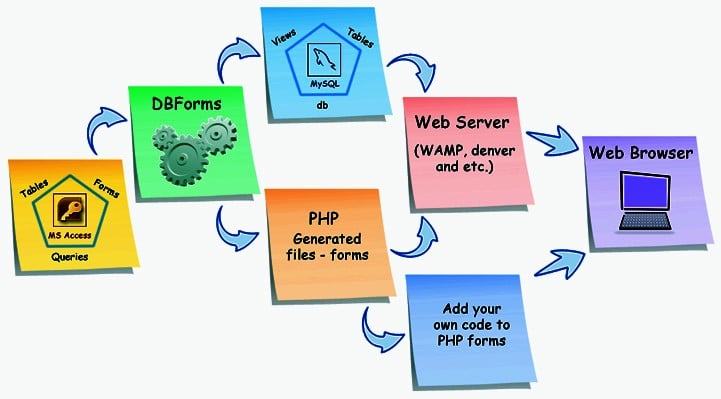 Tables
Forms
MS Access
Queries
DBForms
Views
Tables
MySQL
db
PHP
Generated
files - forms
Web Server
(WAMP, denver
and etc.)
Add your
own code to
PHP forms
Web Browser